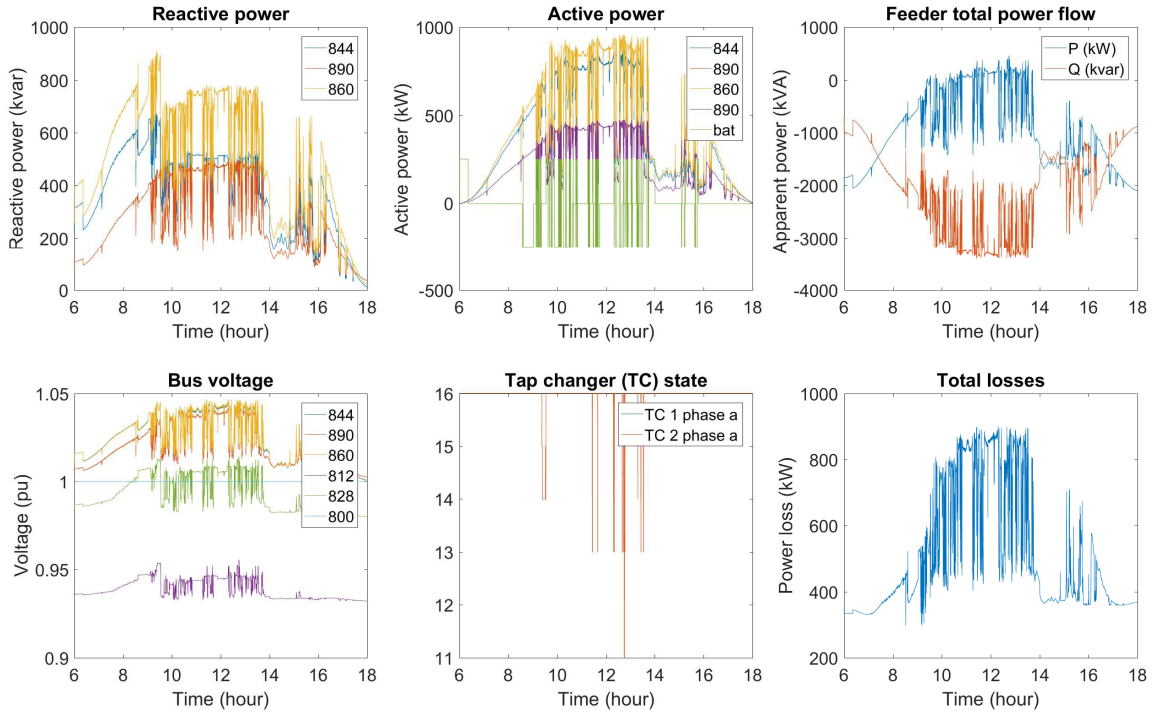 Reactive power
1000
800
600
400
200
0
Reactive power (kvar)
844
890
860
6 8 10 12 14 16 18
Time (hour)
Active power
1000
500
0
-500
Active power (kW)
844
890
860
890
bat
6 8 10 12 14 16 18
Time (hour)
Feeder total power flow
1000
0
-1000
-2000
-3000
-4000
Apparent power (kVA)
P (kW)
Q (kvar)
6 8 10 12 14 16 18
Time (hour)
Bus voltage
1.05
1
0.95
0.9
Voltage (pu)
844
890
860
812
828
800
6 8 10 12 14 16 18
Time (hour)
Tap changer (TC) state
16
15
14
13
12
11
TC 1 phase a
TC 2 phase a
6 8 10 12 14 16 18
Time (hour)
Total losses
1000
800
600
400
200
Power loss (kW)
6 8 10 12 14 16 18
Time (hour)